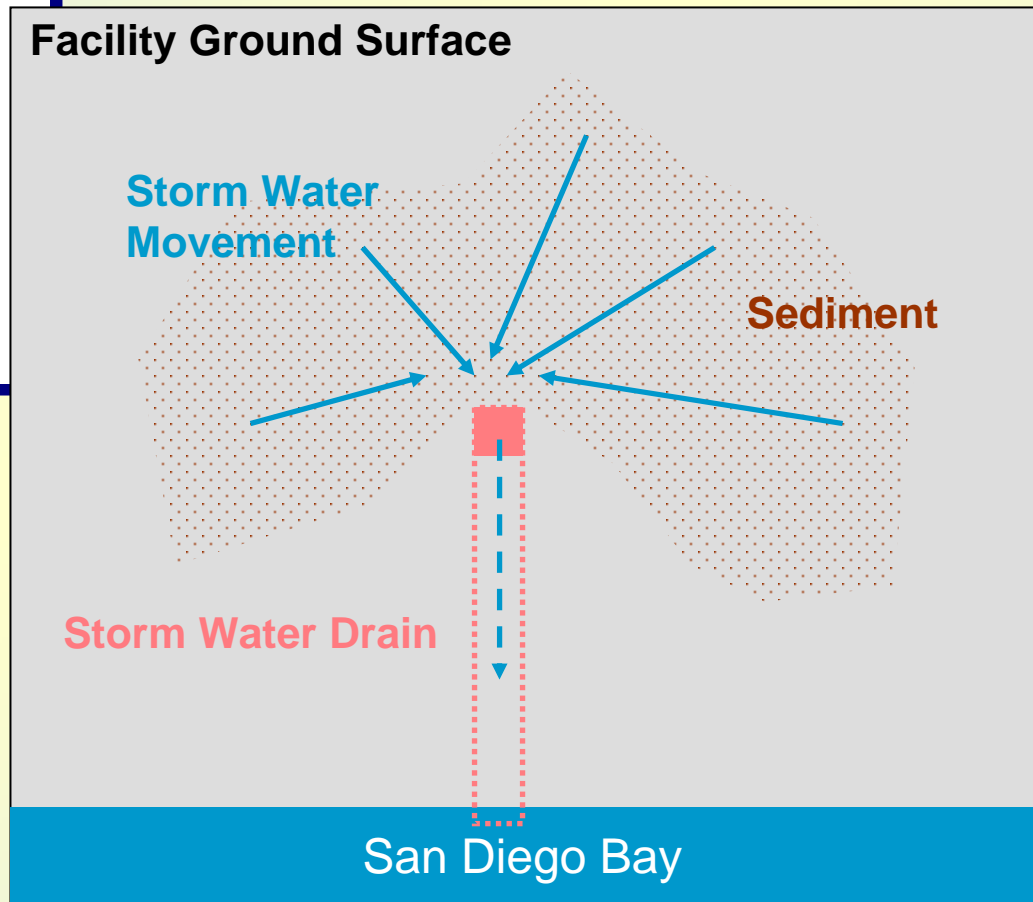 Facility Ground Surface
Storm Water
Movement
Sediment
Storm Water Drain
San Diego Bay